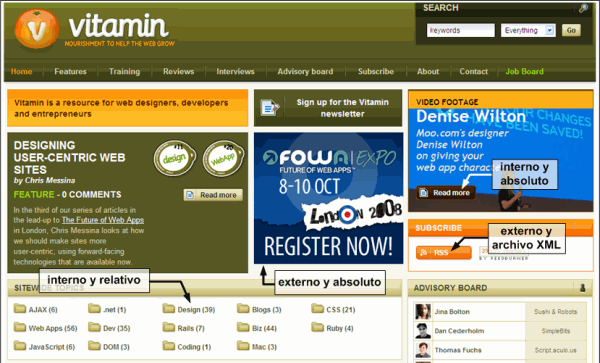 vitamin
NOURISHMENT TO HELP THE WEB GROW
SEARCH
keywords
Everything
Go
Home
Features
Training
Reviews
Interviews
Advisory board
Subscribe
About
Contact
Job Board
Vitamin is a resource for web designers, developers
and entrepreneurs
Sign up for the Vitamin
newsletter
VIDEO FOOTAGE
Denise Wilton
Moo.com's designer
Denise Wilton
on giving your
web app character
Read more
interno y
absoluto
DESIGNING
USER-CENTRIC WEB
SITES
by Chris Messina
design
WebApp
FEATURE - 0 COMMENTS
Read more
In the third of our series of articles in
the lead-up to The Future of Web Apps
in London, Chris Messina looks at how
we should make sites more
user-centric, using forward-facing
technologies that are available now.
FOWA EXPO
FUTURE OF WEB APPS
8-10 OCT
London 2008
REGISTER NOW!
SUBSCRIBE
RSS
BY FEEDBURNER
externo y
archivo XML
interno y relativo
externo y absoluto
SITEWIDE TOPICS
AJAX (6)
.net (1)
Design (39)
Blogs (3)
CSS (21)
Web Apps (56)
Dev (35)
Rails (7)
Biz (44)
Ruby (4)
JavaScript (6)
DOM (3)
Coding (1)
Mac (3)
ADVISORY BOARD
Jina Bolton
Sushi & Robots
Dan Cederholm
SimpleBits
Thomas Fuchs
Script.aculo.us